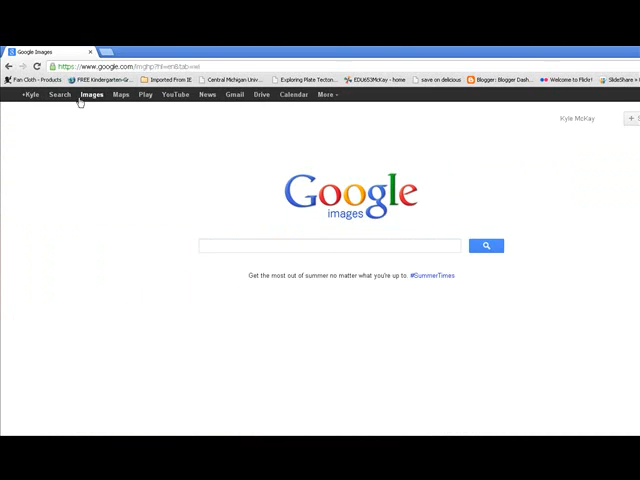 Google Images
https://www.google.com/imghp?hl=en&tab=wi
Fan Cloth - Products FREE Kindergarten-Gr... Imported From IE Central Michigan Univ... Exploring Plate Tecton... EDU653McKay - home save on delicious Blogger: Blogger Dash... Welcome to Flickr! SlideShare »
+Kyle Search Images Maps Play YouTube News Gmail Drive Calendar More
Kyle McKay + S
Google
images
Get the most out of summer no matter what you're up to. #SummerTimes